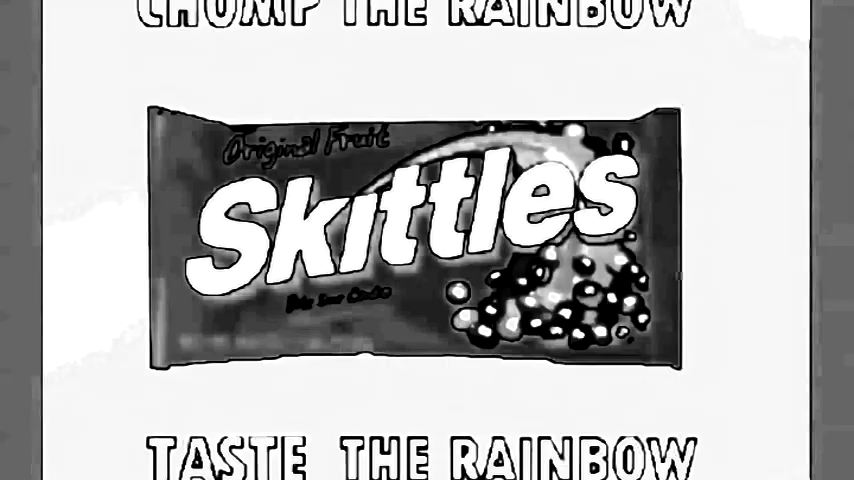 CHOMP THE RAINBOW
Original Fruit
Skittles
TASTE THE RAINBOW